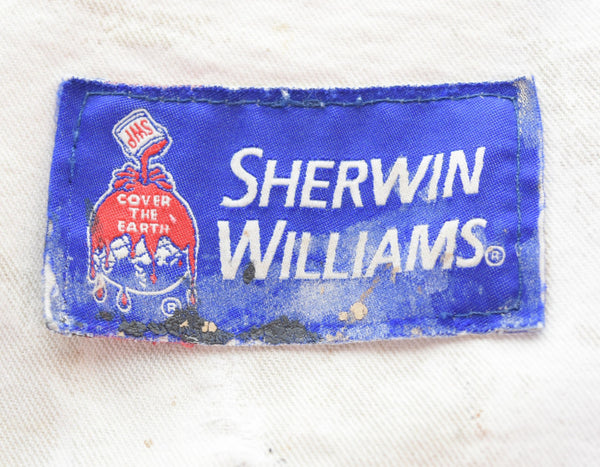 SWP
COVER
THE
EARTH
®
SHERWIN
WILLIAMS®